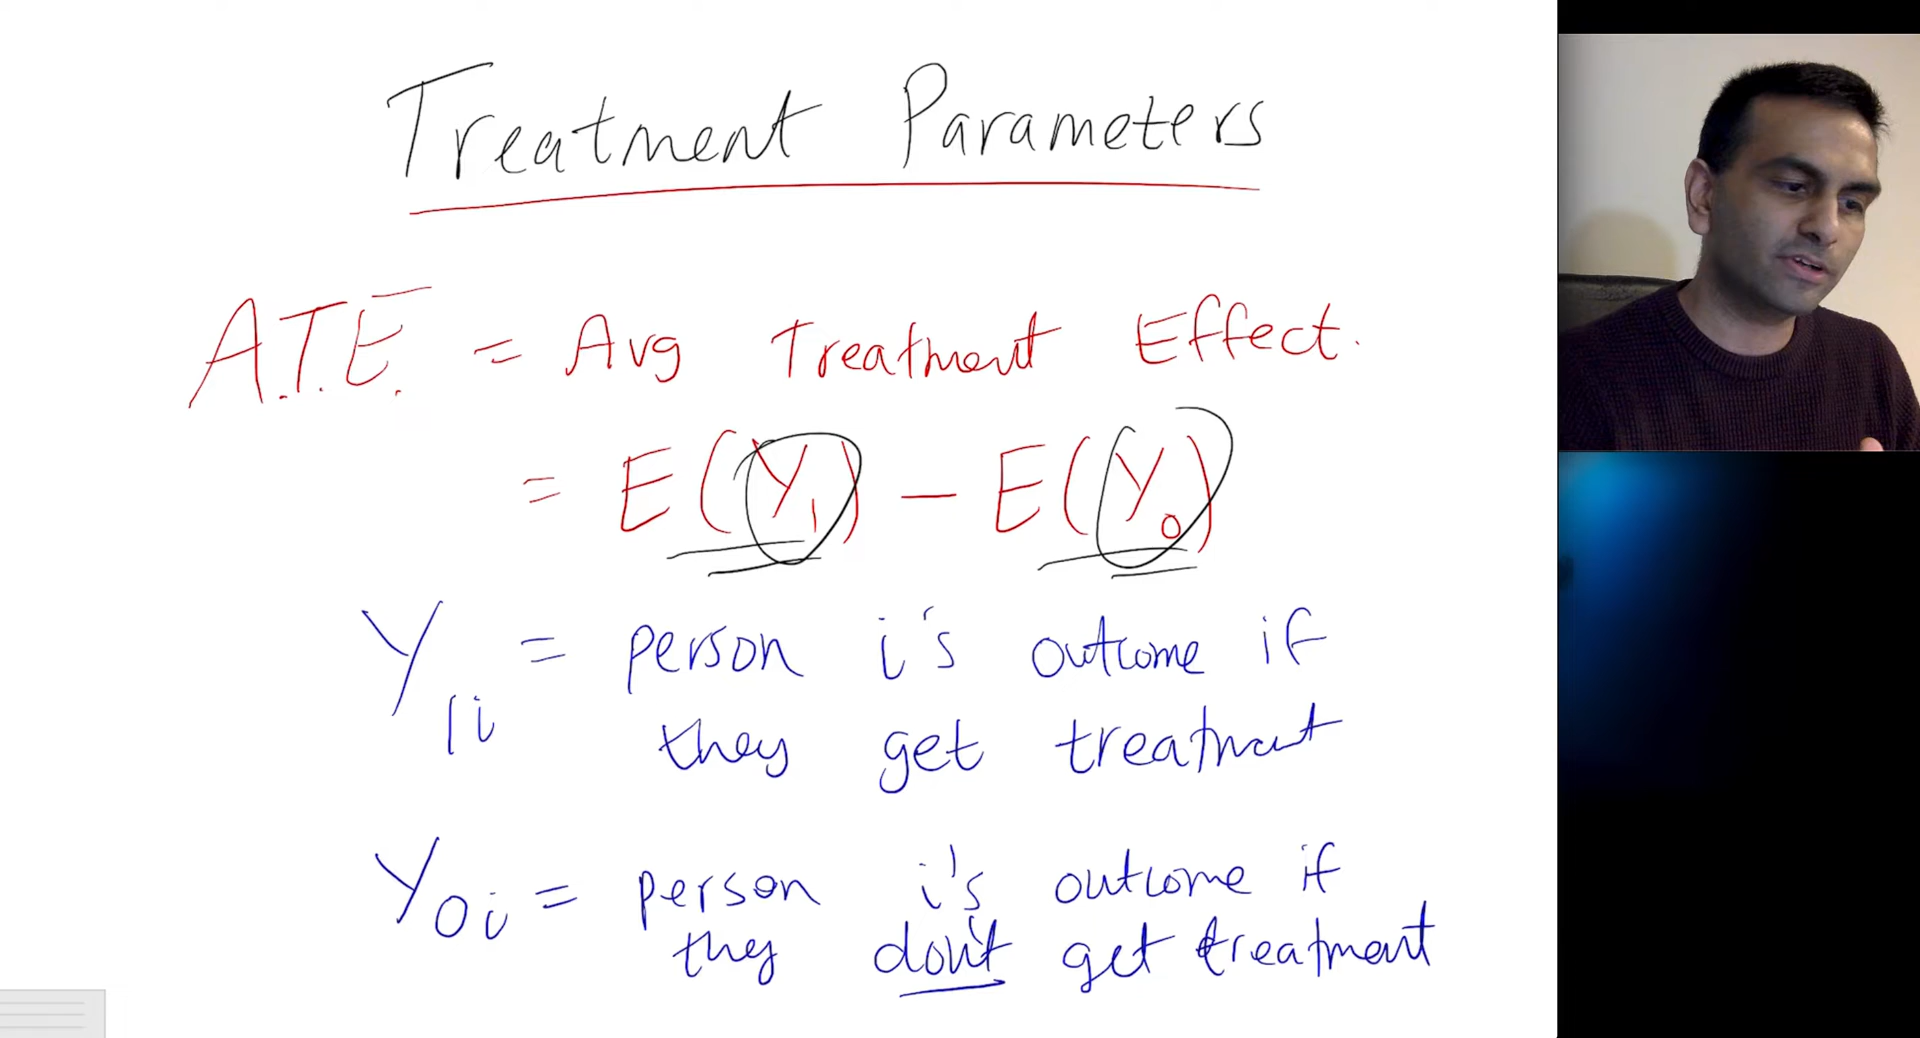 Treatment Parameters
A.T.E. = Avg Treatment Effect.
= E(Y₁) – E(Y₀)
Y₁ᵢ = person i's outcome if
they get treatment
Y₀ᵢ = person i's outcome if
they don't get treatment